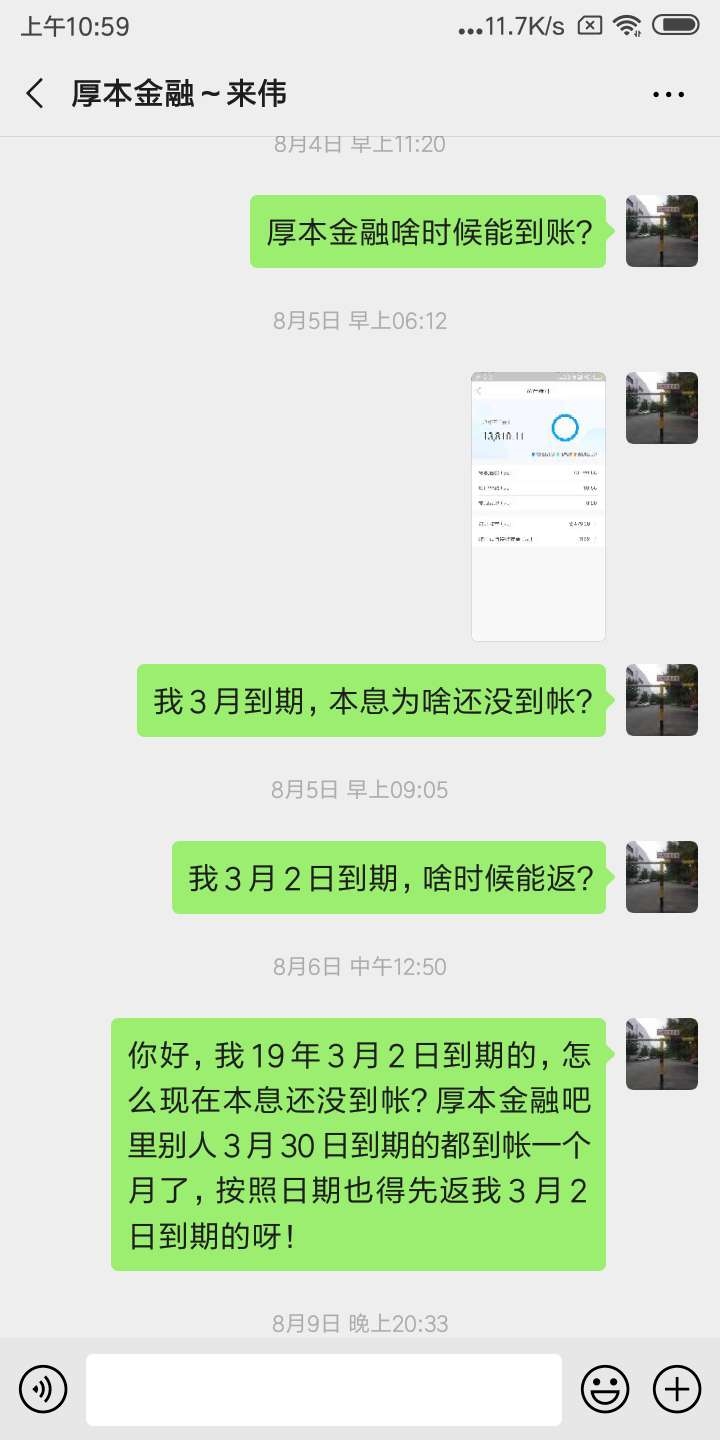 上午10:59
...11.7K/s
厚本金融~来伟
8月4日 早上11:20
厚本金融啥时候能到账?
8月5日 早上06:12
我3月到期,本息为啥还没到帐?
8月5日 早上09:05
我3月2日到期,啥时候能返?
8月6日 中午12:50
你好,我19年3月2日到期的,怎
么现在本息还没到帐?厚本金融吧
里别人3月30日到期的都到帐一个
月了,按照日期也得先返我3月2
日到期的呀!
8月9日 晚上20:33